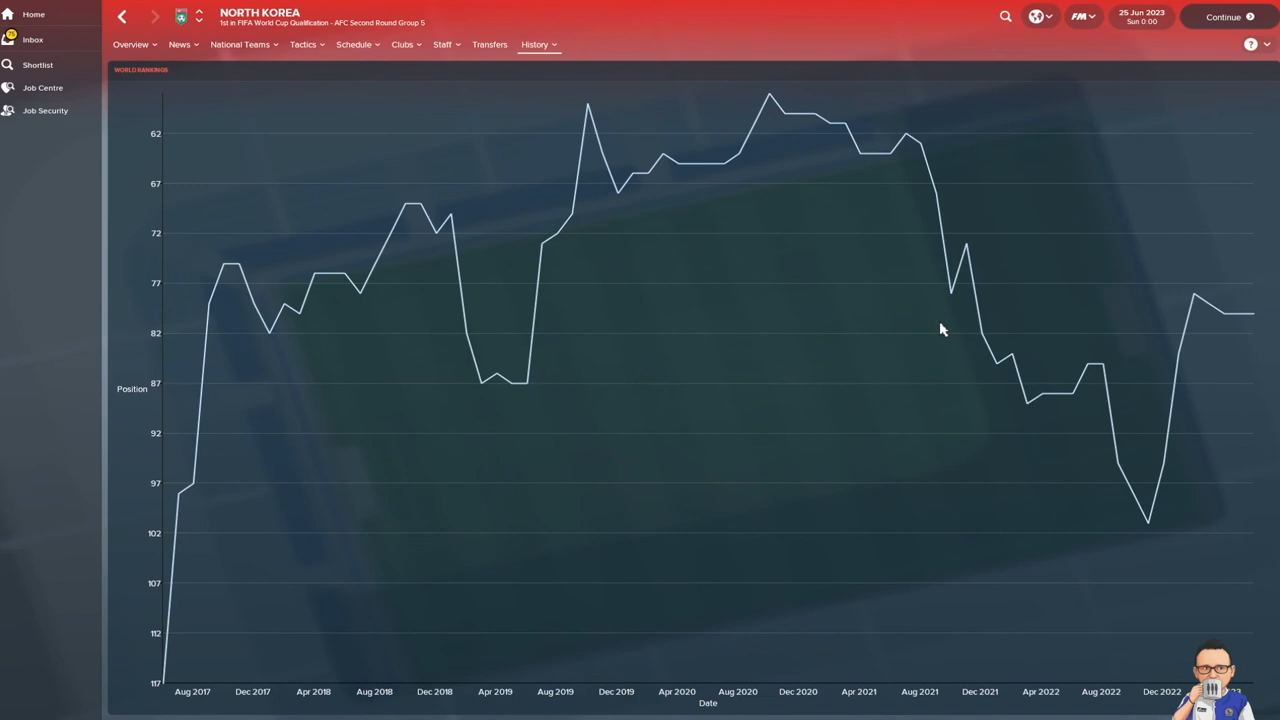 Home
Inbox
75
Shortlist
Job Centre
Job Security
NORTH KOREA
1st in FIFA World Cup Qualification - AFC Second Round Group 5
FM
25 Jun 2023
Sun 0:00
Continue
Overview
News
National Teams
Tactics
Schedule
Clubs
Staff
Transfers
History
?
WORLD RANKINGS
62
67
72
77
82
Position 87
92
97
102
107
112
117
Aug 2017 Dec 2017 Apr 2018 Aug 2018 Dec 2018 Apr 2019 Aug 2019 Dec 2019 Apr 2020 Aug 2020 Dec 2020 Apr 2021 Aug 2021 Dec 2021 Apr 2022 Aug 2022 Dec 2022
Date